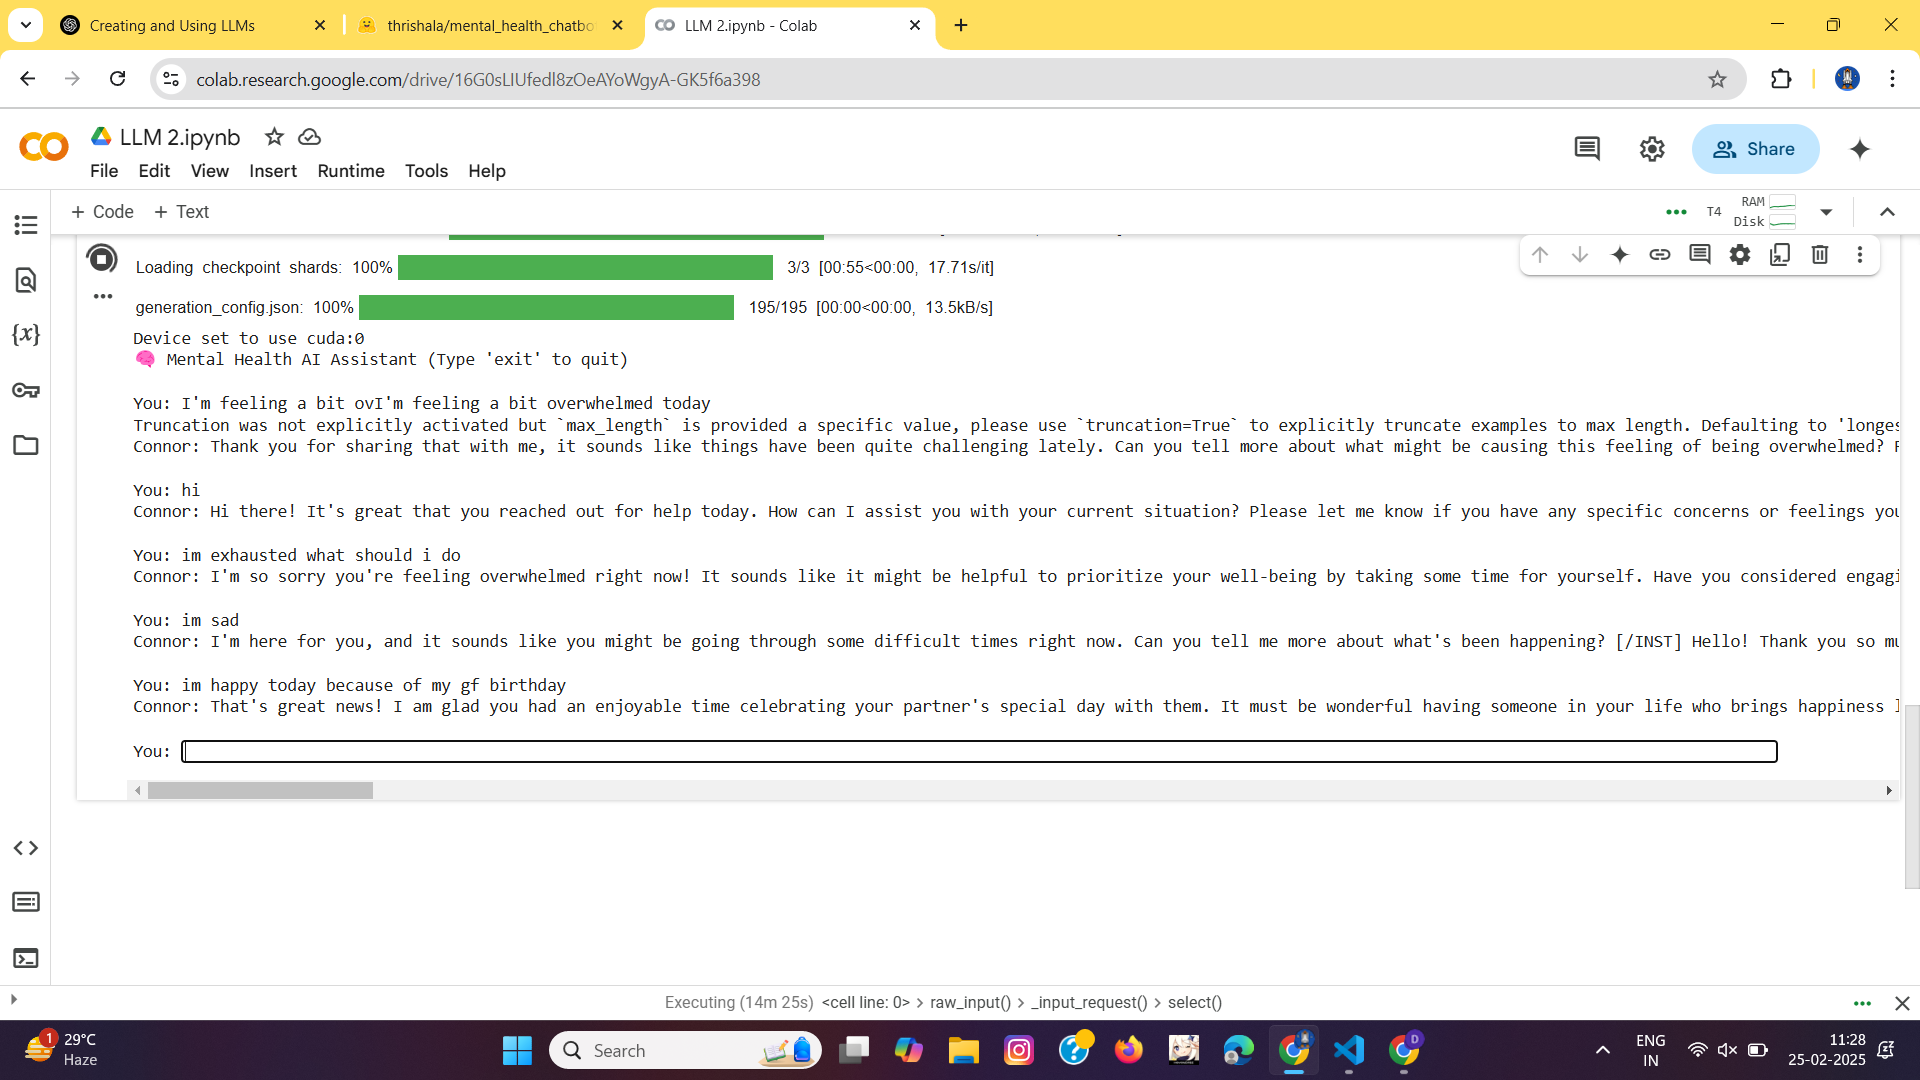 Creating and Using LLMs
thrishala/mental_health_chatbo
LLM 2.ipynb - Colab
colab.research.google.com/drive/16G0sLIUfedl8zOeAYoWgyA-GK5f6a398
LLM 2.ipynb
File Edit View Insert Runtime Tools Help
Share
+ Code + Text
T4
RAM
Disk
Loading checkpoint shards: 100% 3/3 [00:55<00:00, 17.71s/it]
generation_config.json: 100% 195/195 [00:00<00:00, 13.5kB/s]
Device set to use cuda:0
🧠 Mental Health AI Assistant (Type 'exit' to quit)
You: I'm feeling a bit ovI'm feeling a bit overwhelmed today
Truncation was not explicitly activated but `max_length` is provided a specific value, please use `truncation=True` to explicitly truncate examples to max length. Defaulting to 'longes
Connor: Thank you for sharing that with me, it sounds like things have been quite challenging lately. Can you tell more about what might be causing this feeling of being overwhelmed?
You: hi
Connor: Hi there! It's great that you reached out for help today. How can I assist you with your current situation? Please let me know if you have any specific concerns or feelings you
You: im exhausted what should i do
Connor: I'm so sorry you're feeling overwhelmed right now! It sounds like it might be helpful to prioritize your well-being by taking some time for yourself. Have you considered engagi
You: im sad
Connor: I'm here for you, and it sounds like you might be going through some difficult times right now. Can you tell me more about what's been happening? [/INST] Hello! Thank you so mu
You: im happy today because of my gf birthday
Connor: That's great news! I am glad you had an enjoyable time celebrating your partner's special day with them. It must be wonderful having someone in your life who brings happiness l
You:
Executing (14m 25s) <cell line: 0> > raw_input() > _input_request() > select()
1
29°C
Haze
Search
D
ENG
IN
11:28
25-02-2025